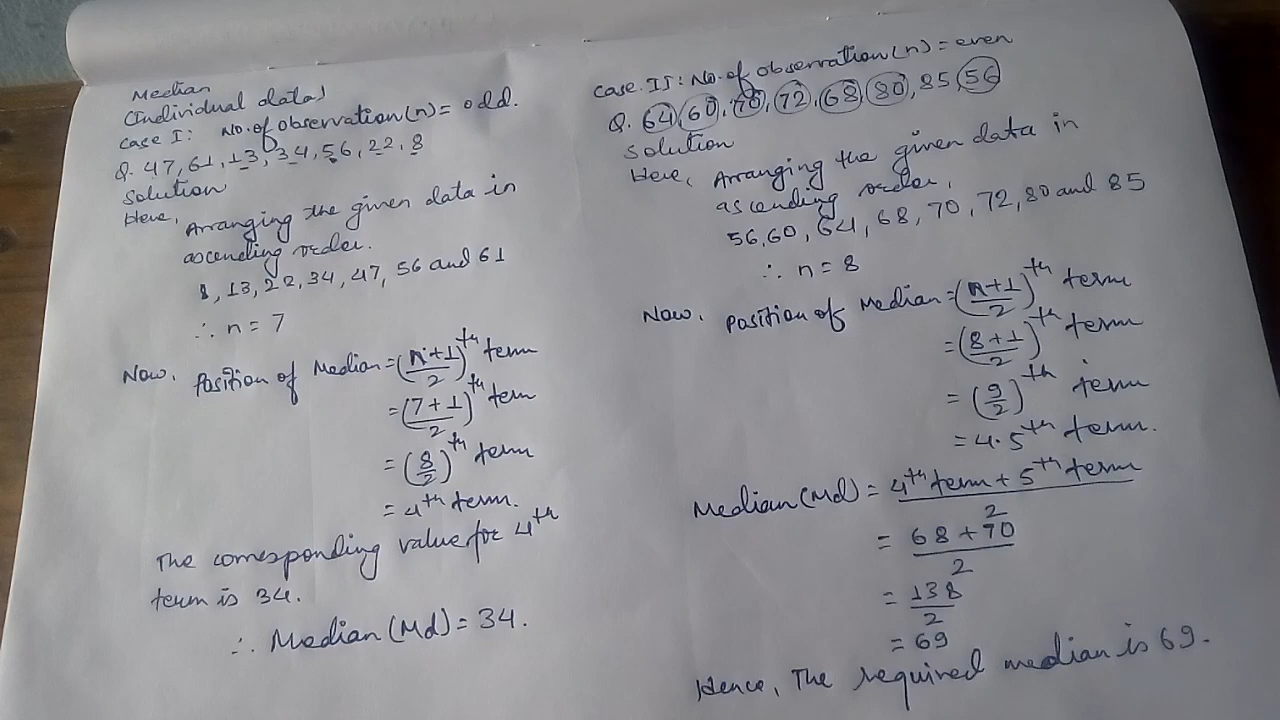 Median
(Individual data)
Case I: No. of observation(n) = odd.
Q. 47, 61, 13, 34, 56, 22, 8
Solution
Here,
Arranging the given data in
ascending order.
8, 13, 22, 34, 47, 56 and 61
∴ n = 7
Now, Position of Median = (n+1/2)th term
= (7+1/2)th term
= (8/2)th term
= 4th term.
The corresponding value for 4th
term is 34.
∴ Median (Md) = 34.
Case II: No. of observation(n) = even
Q. 64, 60, 70, 72, 68, 80, 85, 56
Solution
Here, Arranging the given data in
ascending order,
56, 60, 64, 68, 70, 72, 80 and 85
∴ n = 8
Now, Position of Median = (n+1/2)th term
= (8+1/2)th term
= (9/2)th term
= 4.5th term.
Median (Md) = 4th term + 5th term
2
= 68 + 70
2
= 138
2
= 69
Hence, The required median is 69.